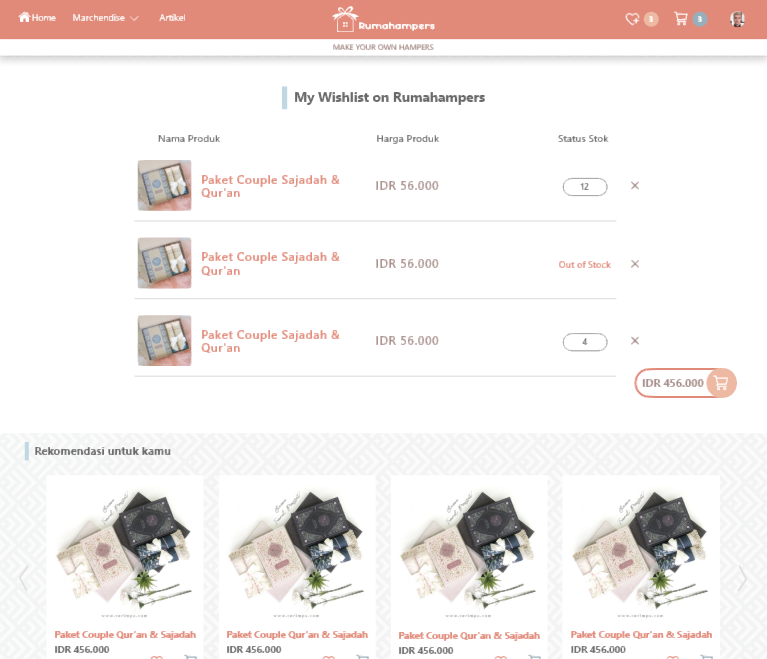 Home Marchendise Artikel
Rumahampers
5 3
MAKE YOUR OWN HAMPERS
My Wishlist on Rumahampers
Nama Produk Harga Produk Status Stok
Paket Couple Sajadah &
Qur'an
IDR 56.000
12
Paket Couple Sajadah &
Qur'an
IDR 56.000
Out of Stock
Paket Couple Sajadah &
Qur'an
IDR 56.000
4
IDR 456.000
Rekomendasi untuk kamu
Paket Couple Qur'an & Sajadah
IDR 456.000
Paket Couple Qur'an & Sajadah
IDR 456.000
Paket Couple Qur'an & Sajadah
IDR 456.000
Paket Couple Qur'an & Sajadah
IDR 456.000